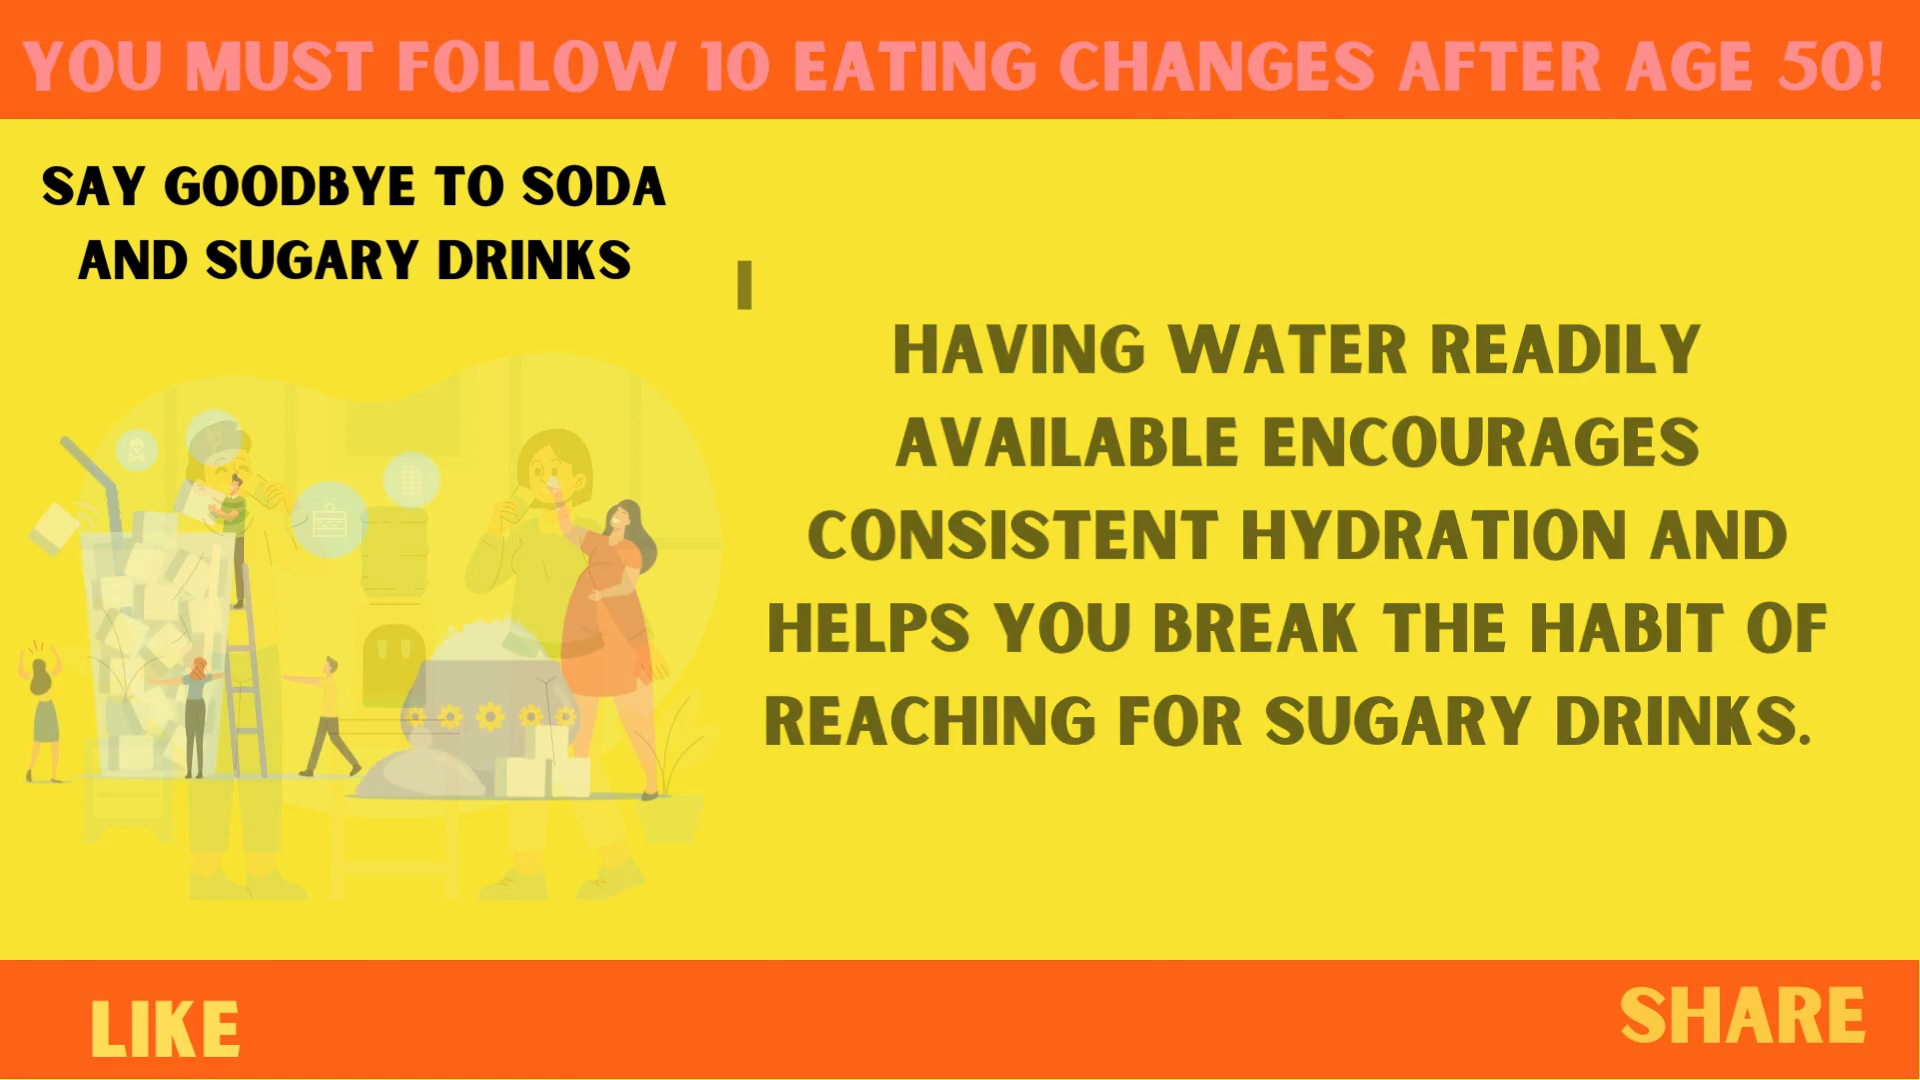 YOU MUST FOLLOW 10 EATING CHANGES AFTER AGE 50!
SAY GOODBYE TO SODA
AND SUGARY DRINKS
HAVING WATER READILY
AVAILABLE ENCOURAGES
CONSISTENT HYDRATION AND
HELPS YOU BREAK THE HABIT OF
REACHING FOR SUGARY DRINKS.
LIKE
SHARE